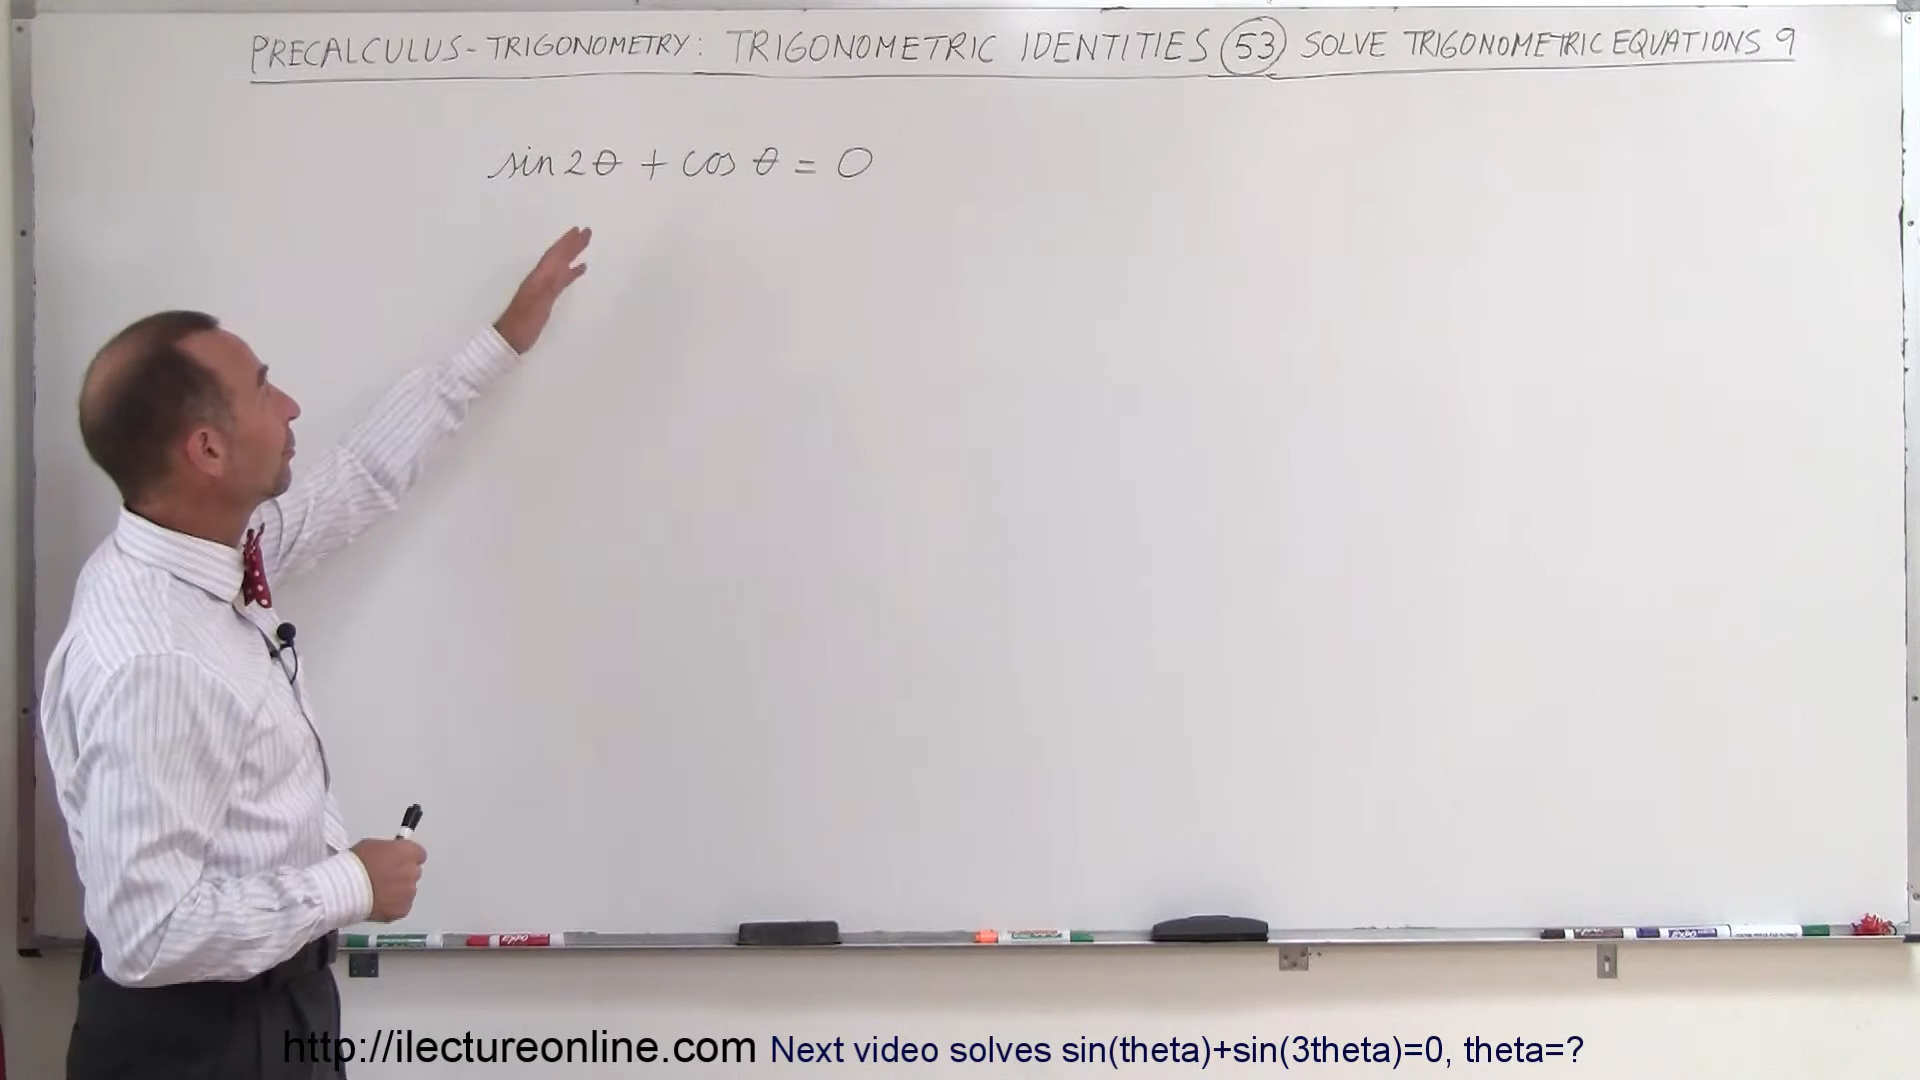 PRECALCULUS - TRIGONOMETRY: TRIGONOMETRIC IDENTITIES 53 SOLVE TRIGONOMETRIC EQUATIONS 9
sin 2θ + cos θ = 0
http://ilectureonline.com Next video solves sin(theta)+sin(3theta)=0, theta=?